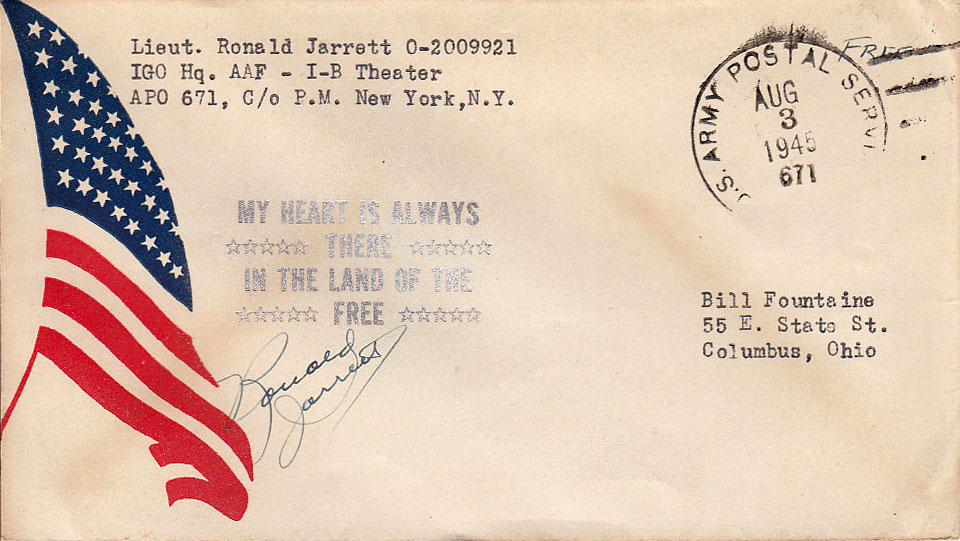 Lieut. Ronald Jarrett O-2009921
IGO Hq. AAF - I-B Theater
APO 671, C/o P.M. New York,N.Y.
FREE
U.S. ARMY POSTAL SERVI
AUG
3
1945
671
MY HEART IS ALWAYS
☆☆☆☆☆ THERE ☆☆☆☆☆
IN THE LAND OF THE
☆☆☆☆☆ FREE ☆☆☆☆☆
Ronald
Jarrett
Bill Fountaine
55 E. State St.
Columbus, Ohio